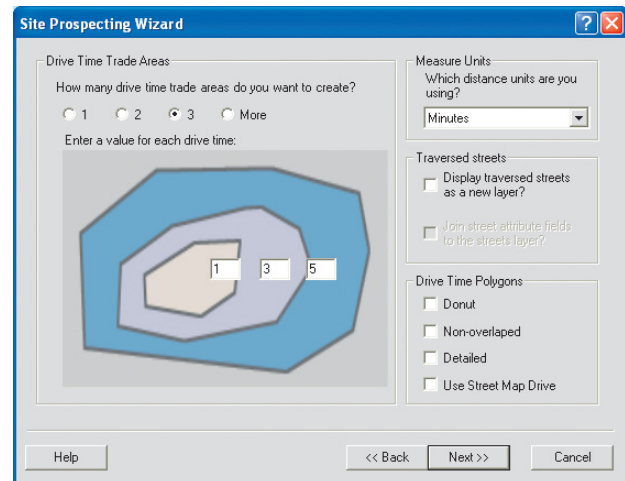 Site Prospecting Wizard
Drive Time Trade Areas
How many drive time trade areas do you want to create?
1 2 3 More
Enter a value for each drive time:
1 3 5
Measure Units
Which distance units are you
using?
Minutes
Traversed streets
Display traversed streets
as a new layer?
Join street attribute fields
to the streets layer?
Drive Time Polygons
Donut
Non-overlaped
Detailed
Use Street Map Drive
Help
<< Back
Next >>
Cancel